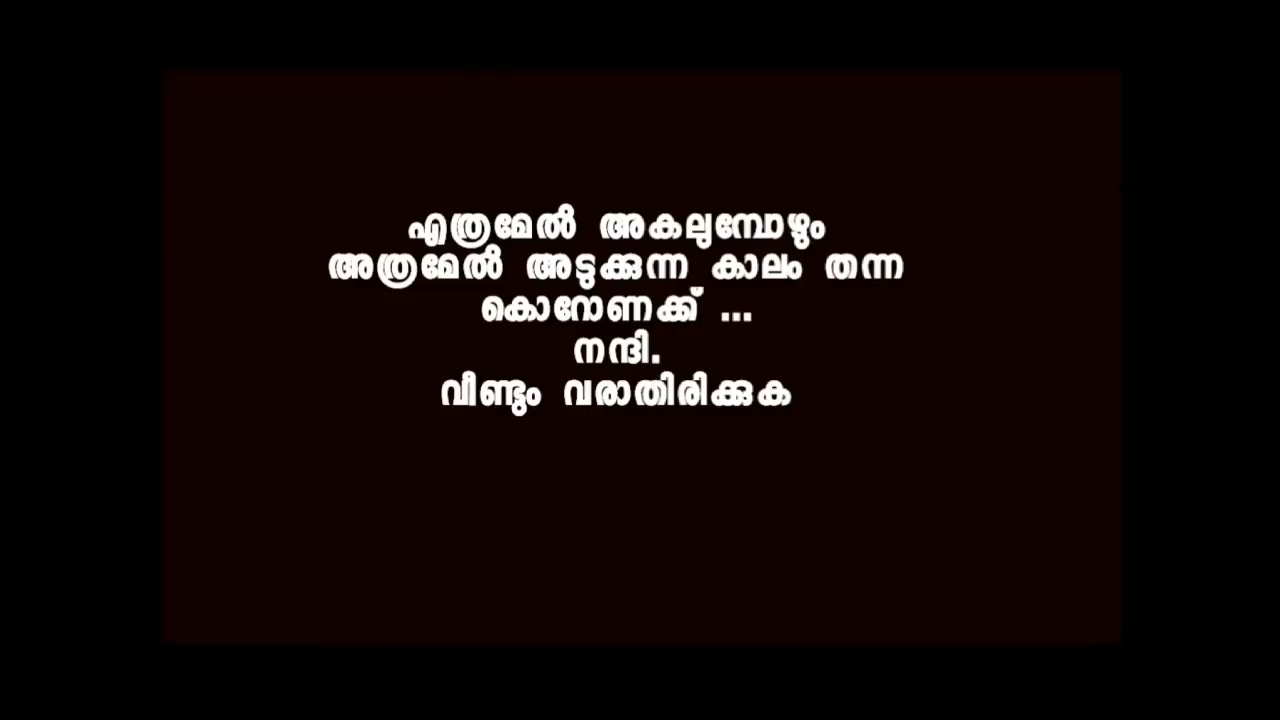 എത്രമേൽ അകലുമ്പോഴും
അത്രമേൽ അടുക്കുന്ന കാലം തന്ന
കൊറോണക്ക് ...
നന്ദി.
വീണ്ടും വരാതിരിക്കുക